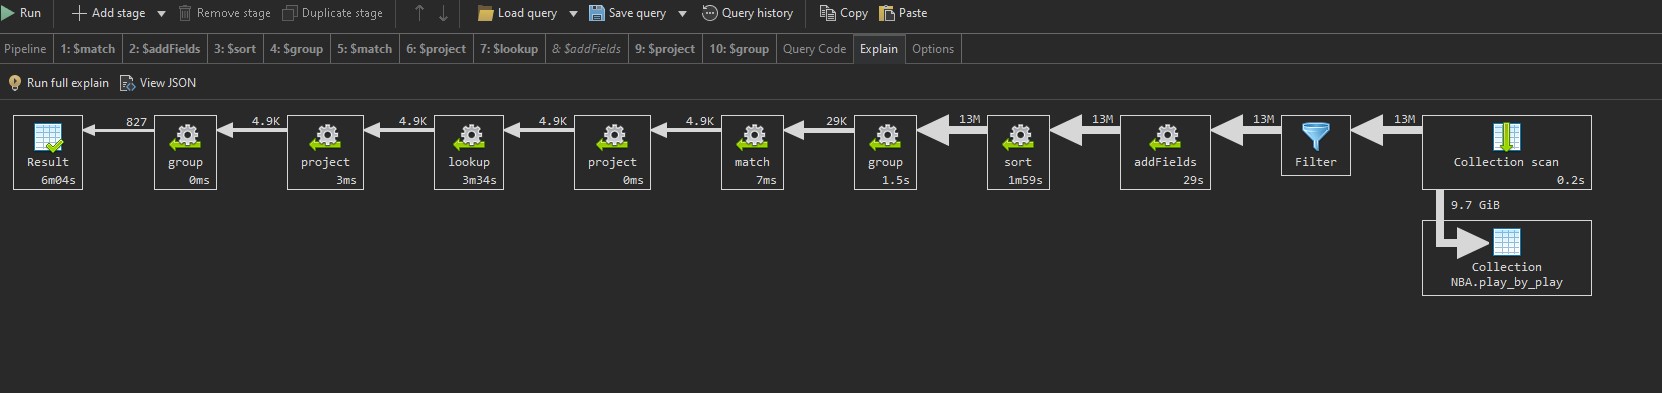 Run Add stage Remove stage Duplicate stage Load query Save query Query history Copy Paste
Pipeline 1: $match 2: $addFields 3: $sort 4: $group 5: $match 6: $project 7: $lookup 8: $addFields 9: $project 10: $group Query Code Explain Options
Run full explain View JSON
827 4.9K 4.9K 4.9K 4.9K 29K 13M 13M 13M 13M
Result group project lookup project match group sort addFields Filter Collection scan
6m04s 0ms 3ms 3m34s 0ms 7ms 1.5s 1m59s 29s 0.2s
9.7 GiB
Collection
NBA.play_by_play